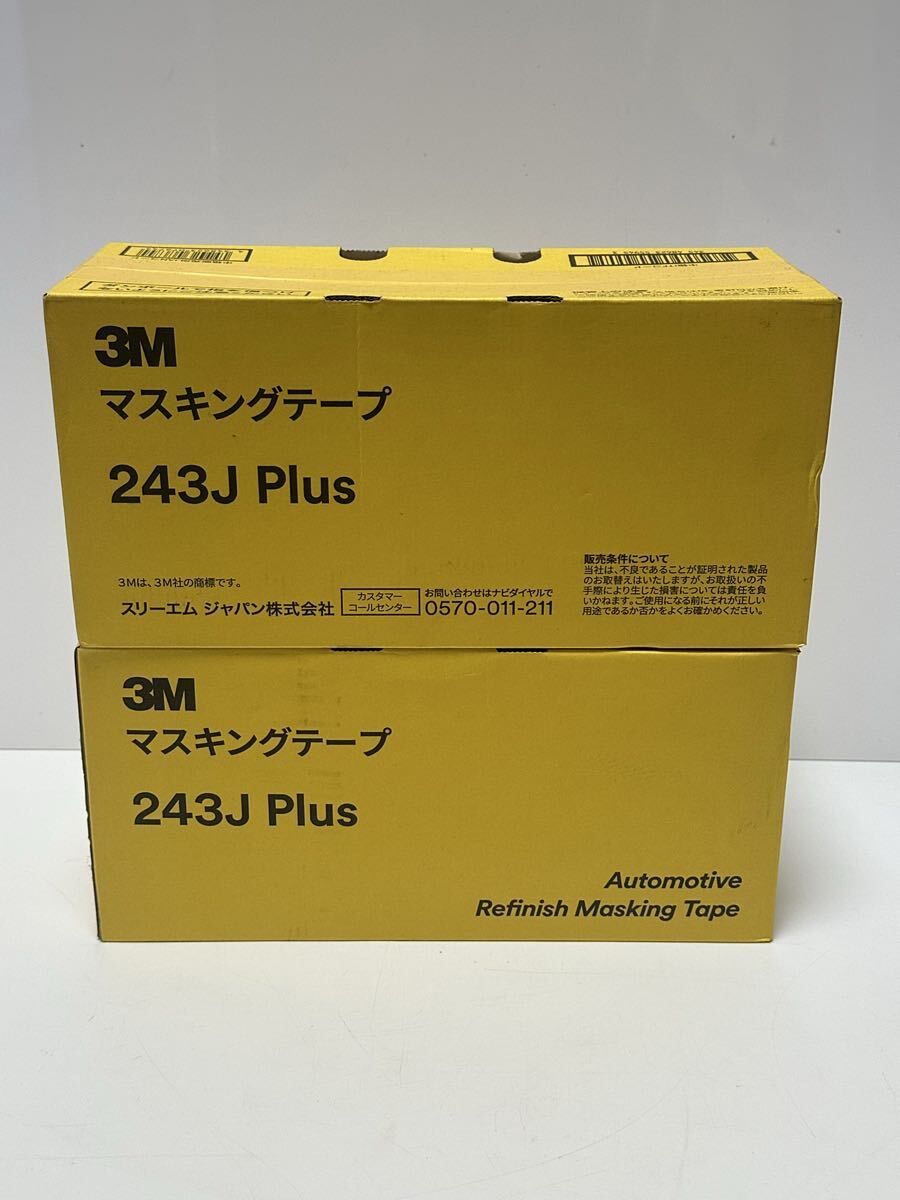 3M
マスキングテープ
243J Plus
3Mは、3M社の商標です。
スリーエム ジャパン株式会社
カスタマー
コールセンター
お問い合わせはナビダイヤルで
0570-011-211
販売条件について
当社は、不良であることが証明された製品
のお取替えはいたしますが、お取扱いの不
手際により生じた損害については責任を負
いかねます。ご使用になる前にそれが正しい
用途であるか否かをよくお確かめください。
3M
マスキングテープ
243J Plus
Automotive
Refinish Masking Tape